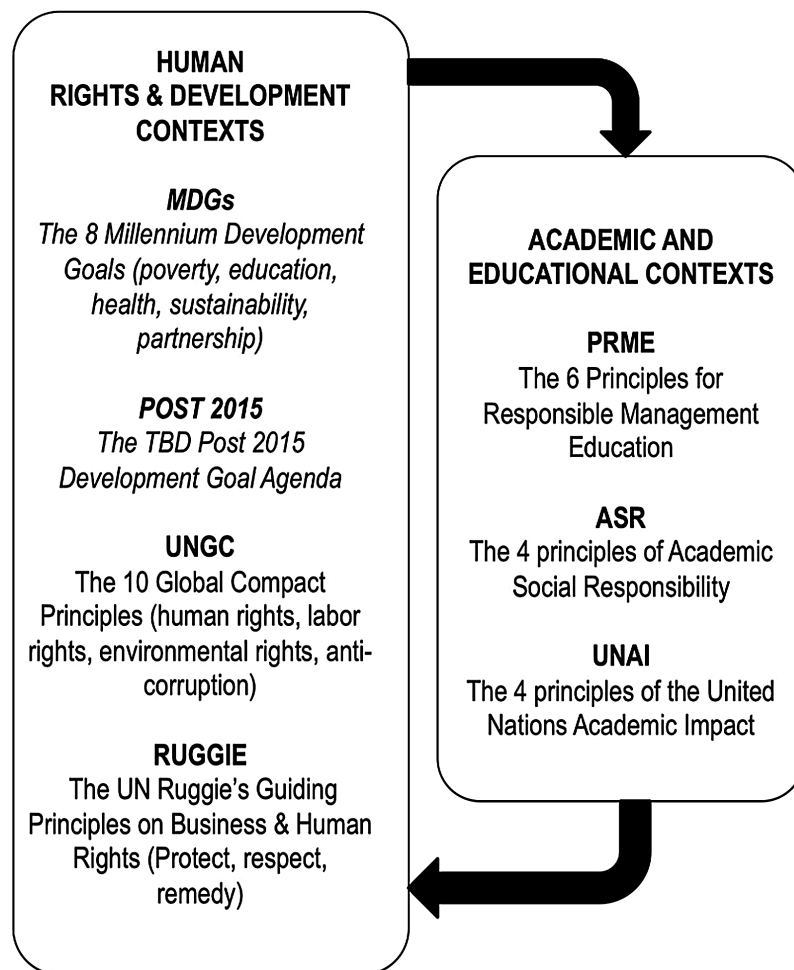 HUMAN
RIGHTS & DEVELOPMENT
CONTEXTS
MDGs
The 8 Millennium Development
Goals (poverty, education,
health, sustainability,
partnership)
POST 2015
The TBD Post 2015
Development Goal Agenda
UNGC
The 10 Global Compact
Principles (human rights, labor
rights, environmental rights, anti-
corruption)
RUGGIE
The UN Ruggie’s Guiding
Principles on Business & Human
Rights (Protect, respect,
remedy)
ACADEMIC AND
EDUCATIONAL CONTEXTS
PRME
The 6 Principles for
Responsible Management
Education
ASR
The 4 principles of Academic
Social Responsibility
UNAI
The 4 principles of the United
Nations Academic Impact